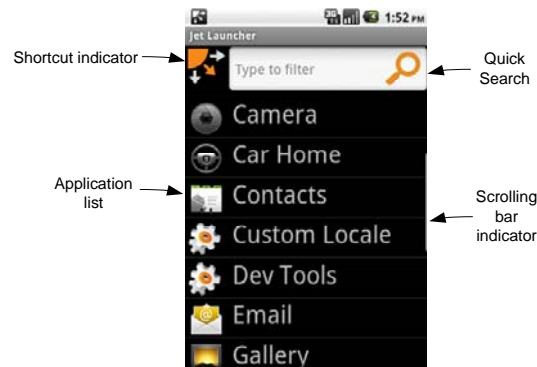 3G
1:52 PM
Jet Launcher
Shortcut indicator
Type to filter
Quick
Search
Camera
Car Home
Application
list
Contacts
Scrolling
bar
indicator
Custom Locale
Dev Tools
Email
Gallery